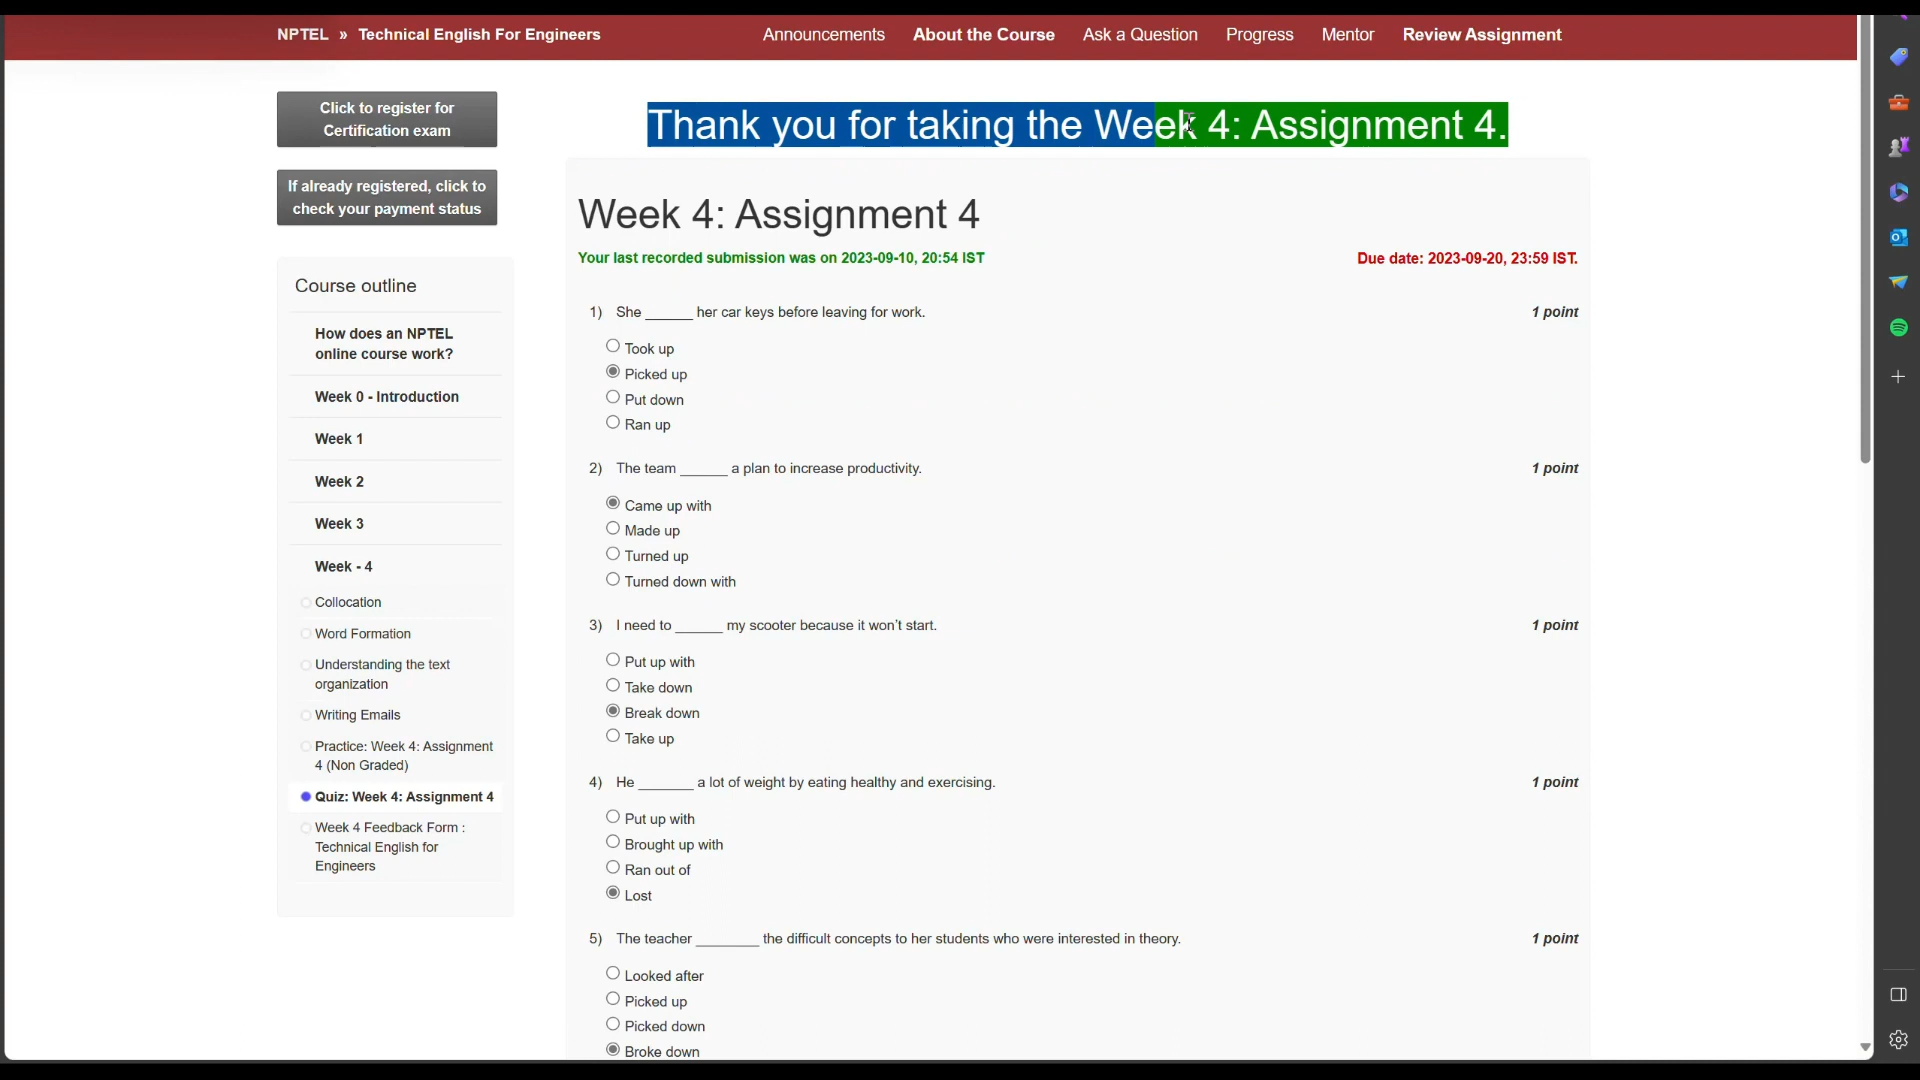 NPTEL » Technical English For Engineers
Announcements About the Course Ask a Question Progress Mentor Review Assignment
Click to register for
Certification exam
If already registered, click to
check your payment status
Course outline
How does an NPTEL
online course work?
Week 0 - Introduction
Week 1
Week 2
Week 3
Week - 4
Collocation
Word Formation
Understanding the text
organization
Writing Emails
Practice: Week 4: Assignment
4 (Non Graded)
Quiz: Week 4: Assignment 4
Week 4 Feedback Form :
Technical English for
Engineers
Thank you for taking the Week 4: Assignment 4.
Week 4: Assignment 4
Your last recorded submission was on 2023-09-10, 20:54 IST Due date: 2023-09-20, 23:59 IST.
1) She ______ her car keys before leaving for work. 1 point
Took up
Picked up
Put down
Ran up
2) The team ______ a plan to increase productivity. 1 point
Came up with
Made up
Turned up
Turned down with
3) I need to ______ my scooter because it won't start. 1 point
Put up with
Take down
Break down
Take up
4) He _______ a lot of weight by eating healthy and exercising. 1 point
Put up with
Brought up with
Ran out of
Lost
5) The teacher ________ the difficult concepts to her students who were interested in theory. 1 point
Looked after
Picked up
Picked down
Broke down